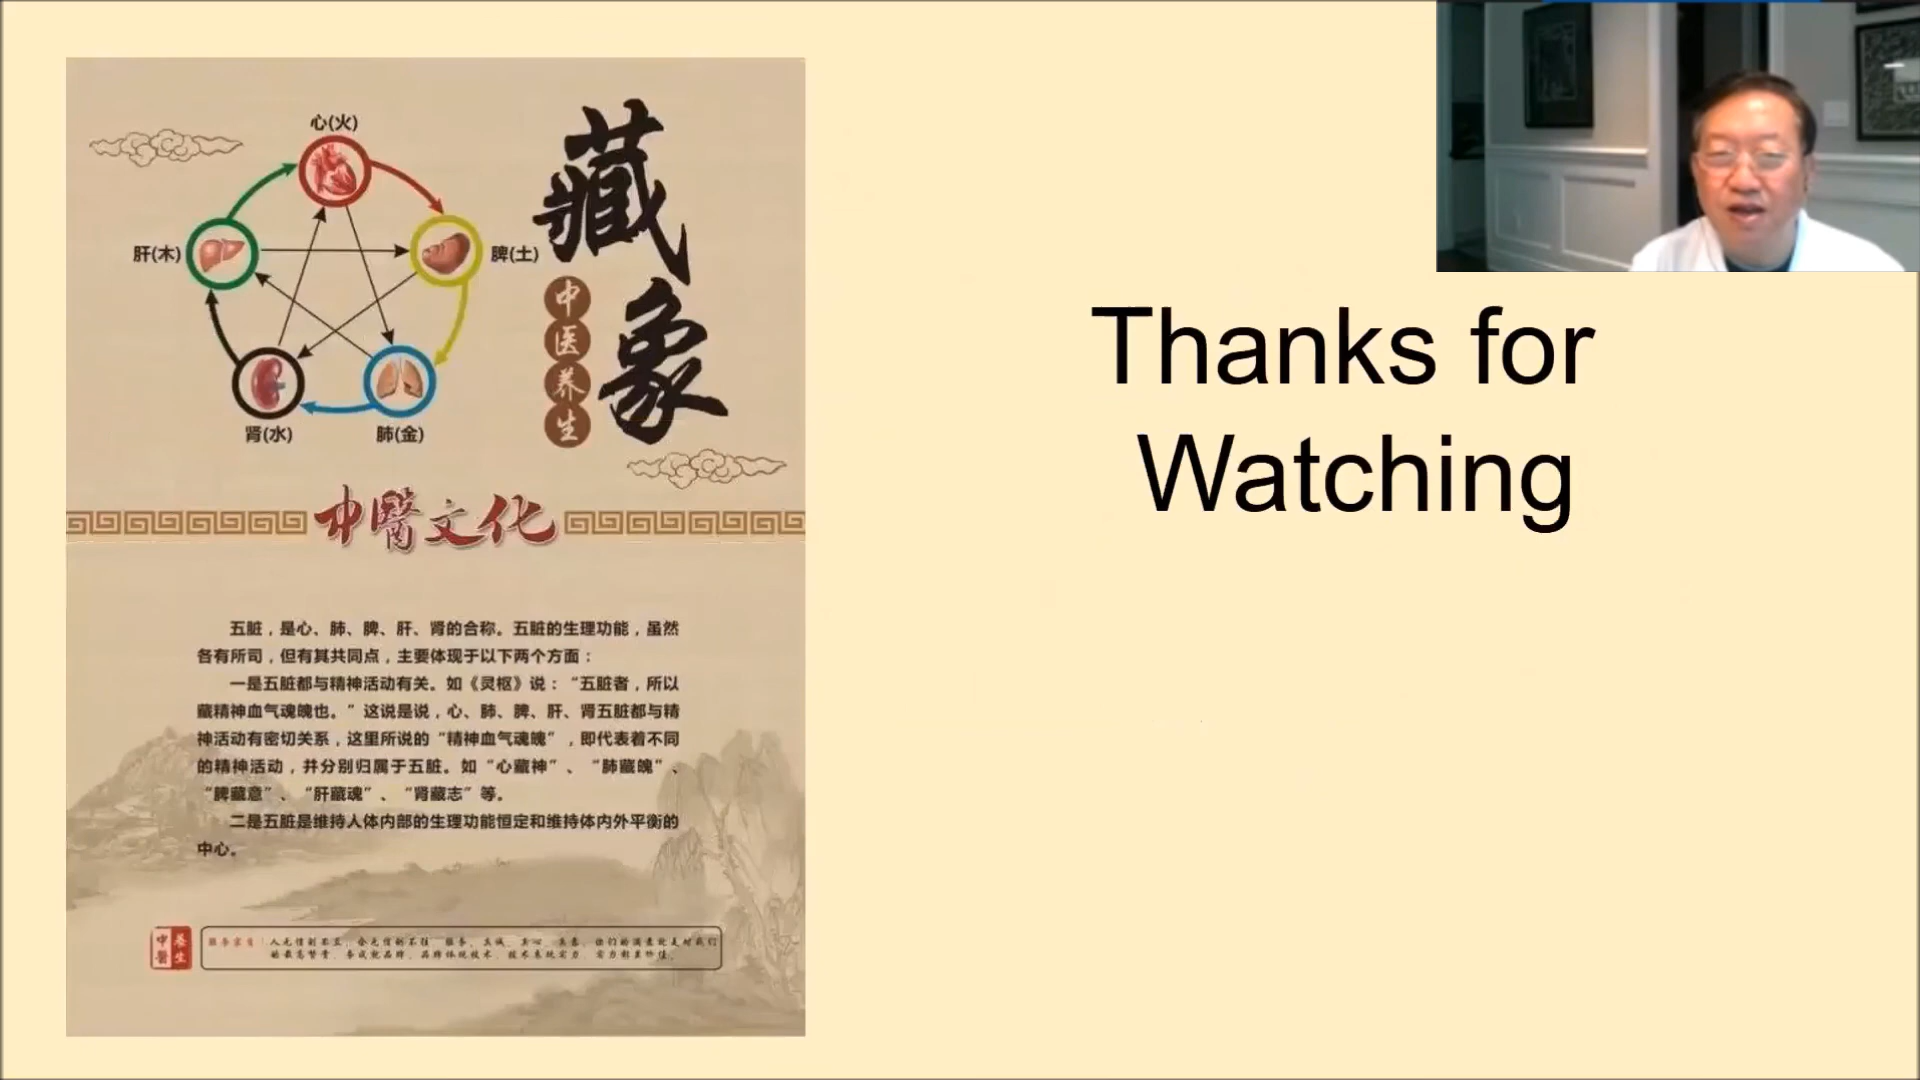 心(火)
肝(木)
脾(土)
肾(水)
肺(金)
藏象
中医养生
中醫文化
五脏，是心、肺、脾、肝、肾的合称。五脏的生理功能，虽然
各有所司，但有其共同点，主要体现于以下两个方面：
一是五脏都与精神活动有关。如《灵枢》说：“五脏者，所以
藏精神血气魂魄也。”这说是说，心、肺、脾、肝、肾五脏都与精
神活动有密切关系，这里所说的“精神血气魂魄”，即代表着不同
的精神活动，并分别归属于五脏。如“心藏神”、“肺藏魄”、
“脾藏意”、“肝藏魂”、“肾藏志”等。
二是五脏是维持人体内部的生理功能恒定和维持体内外平衡的
中心。
中醫养生
Thanks for
Watching